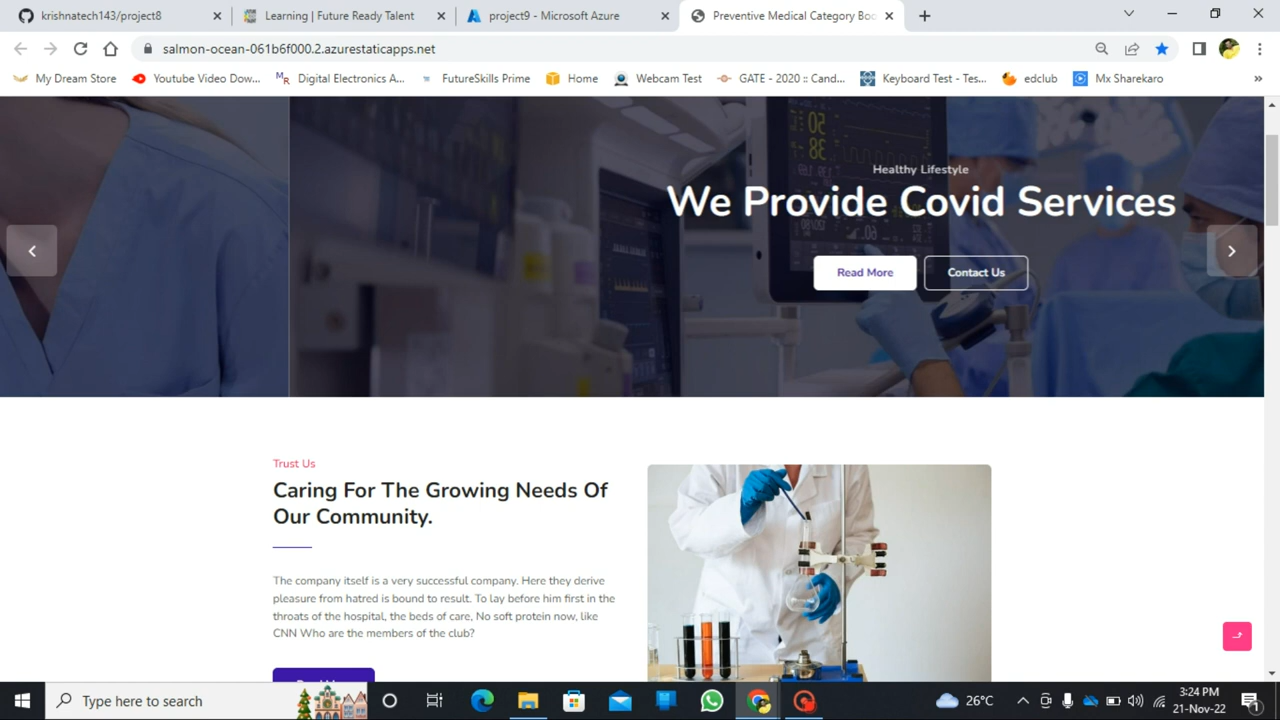 krishnatech143/project8
Learning | Future Ready Talent
project9 - Microsoft Azure
Preventive Medical Category Boo
salmon-ocean-061b6f000.2.azurestaticapps.net
My Dream Store
Youtube Video Dow...
Digital Electronics A...
FutureSkills Prime
Home
Webcam Test
GATE - 2020 :: Cand...
Keyboard Test - Tes...
edclub
Mx Sharekaro
Healthy Lifestyle
We Provide Covid Services
Read More
Contact Us
Trust Us
Caring For The Growing Needs Of
Our Community.
The company itself is a very successful company. Here they derive
pleasure from hatred is bound to result. To lay before him first in the
throats of the hospital, the beds of care, No soft protein now, like
CNN Who are the members of the club?
Type here to search
26°C
3:24 PM
21-Nov-22